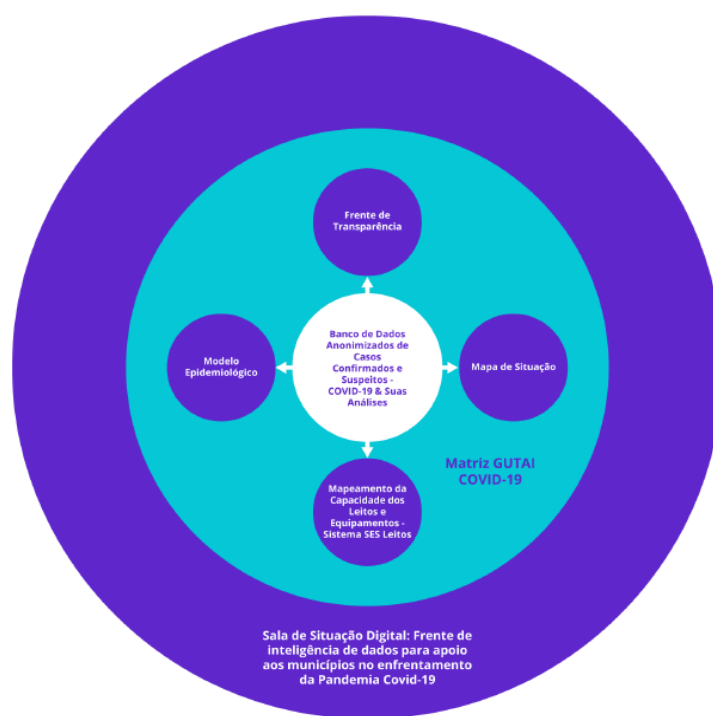 Frente de
Transparência
Banco de Dados
Anonimizados de
Casos
Confirmados e
Suspeitos -
COVID-19 & Suas
Análises
Modelo
Epidemiológico
Mapa de Situação
Matriz GUTAI
COVID-19
Mapeamento da
Capacidade dos
Leitos e
Equipamentos -
Sistema SES Leitos
Sala de Situação Digital: Frente de
inteligência de dados para apoio
aos municípios no enfrentamento
da Pandemia Covid-19